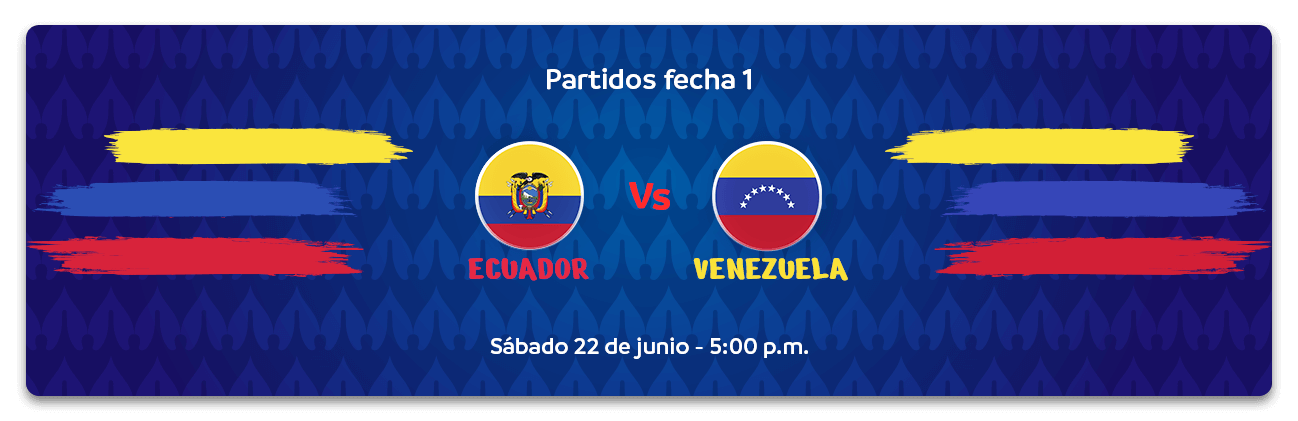 Partidos fecha 1
Vs
ECUADOR
VENEZUELA
Sábado 22 de junio - 5:00 p.m.